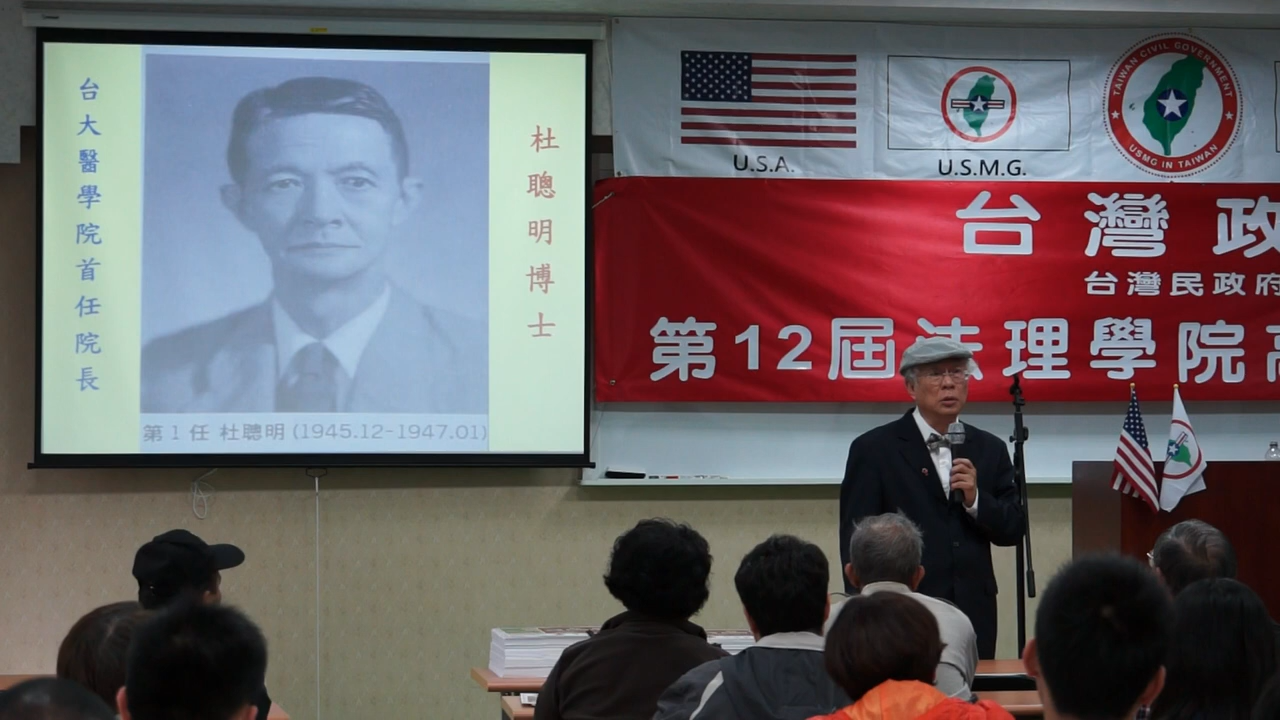 台大醫學院首任院長
杜聰明博士
第1任 杜聰明 (1945.12-1947.01)
U.S.A.
U.S.M.G.
TAIWAN CIVIL GOVERNMENT
USMG IN TAIWAN
台灣政
台灣民政府
第12屆法理學院高